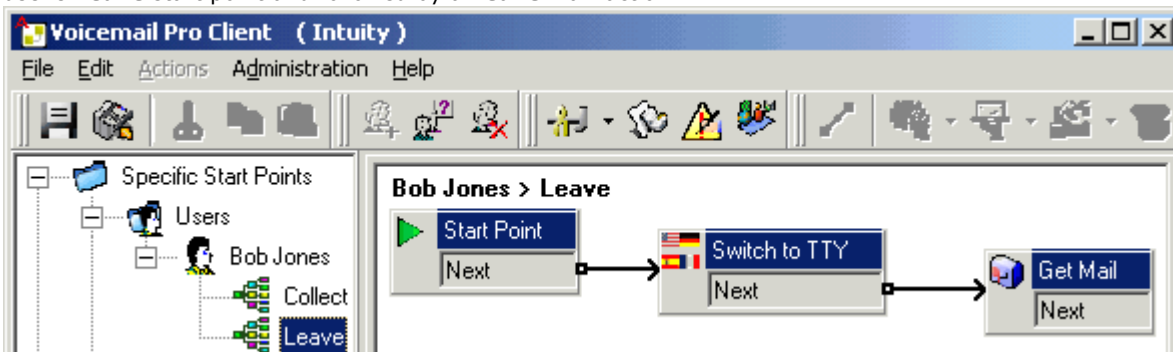 Voicemail Pro Client ( Intuity )
File Edit Actions Administration Help
Specific Start Points
Users
Bob Jones
Collect
Leave
Bob Jones > Leave
Start Point
Next
Switch to TTY
Next
Get Mail
Next